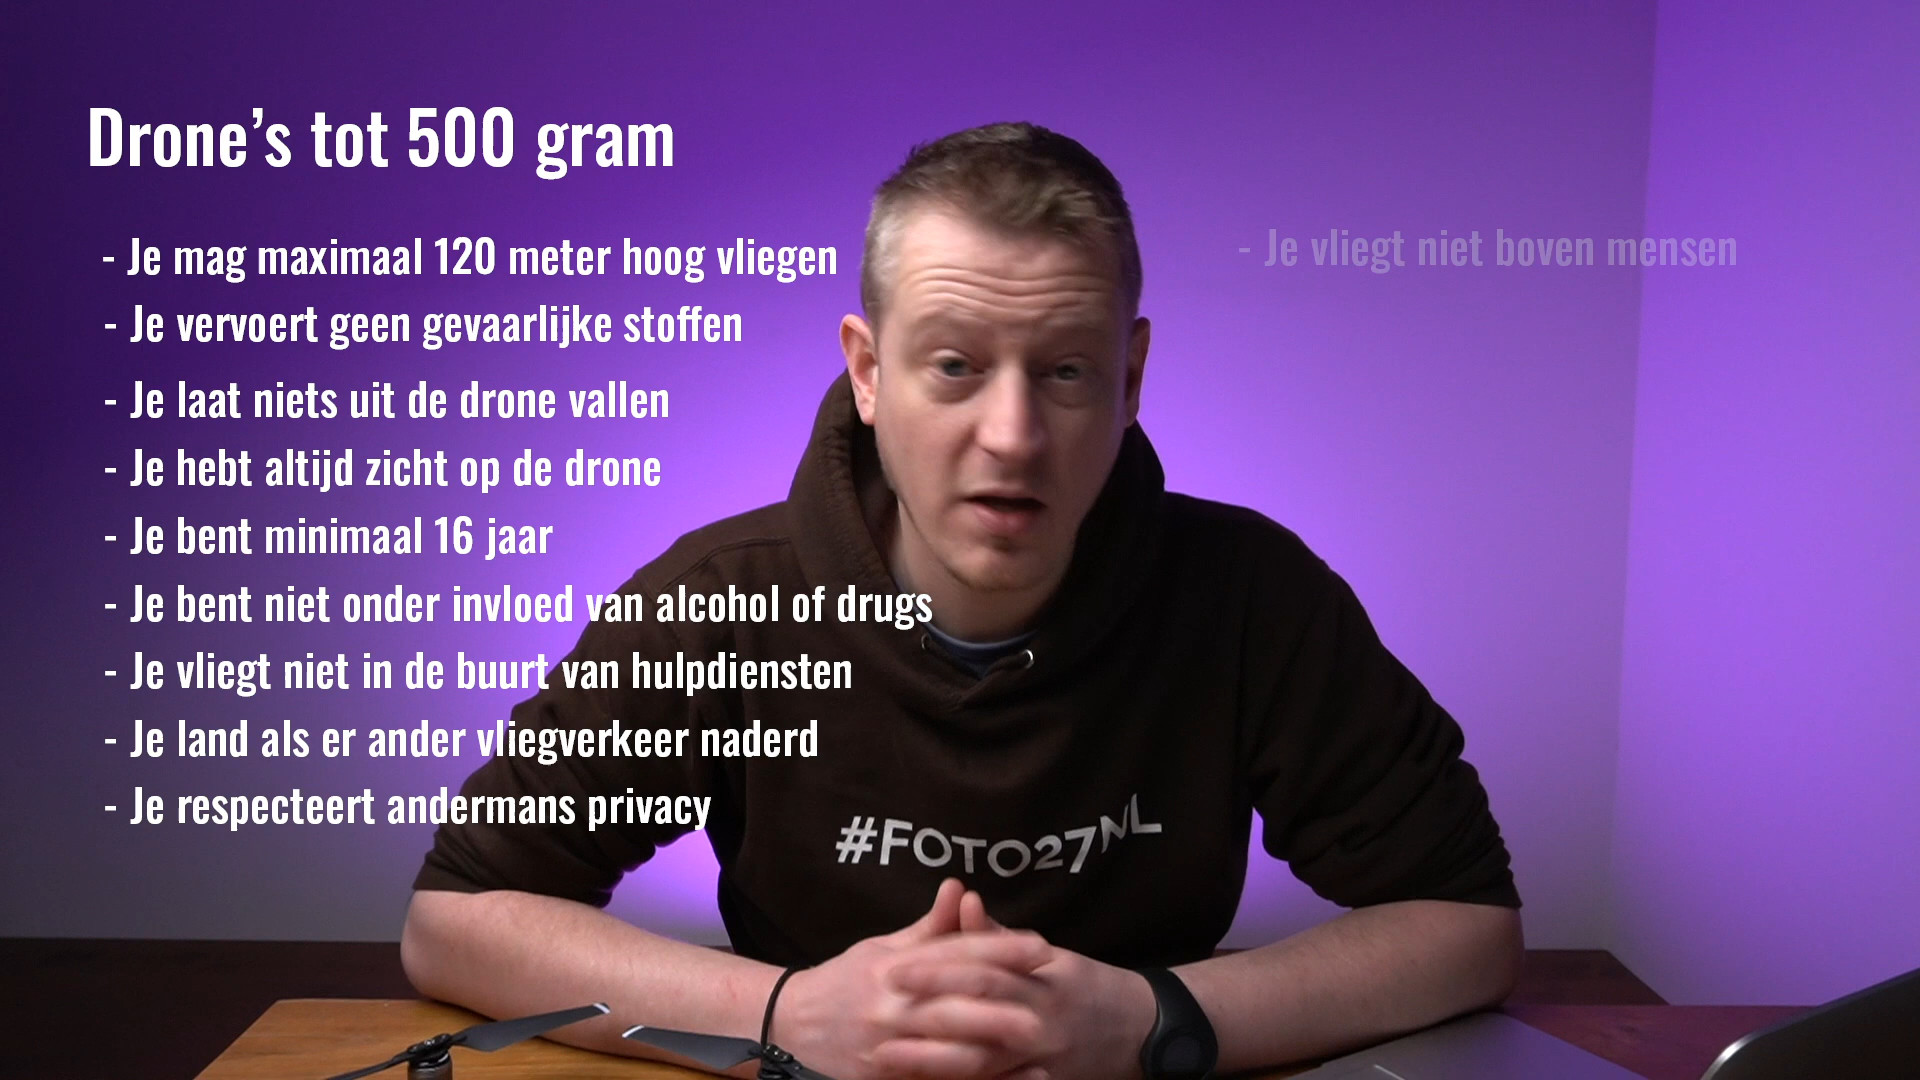 Drone’s tot 500 gram
- Je mag maximaal 120 meter hoog vliegen
- Je vervoert geen gevaarlijke stoffen
- Je laat niets uit de drone vallen
- Je hebt altijd zicht op de drone
- Je bent minimaal 16 jaar
- Je bent niet onder invloed van alcohol of drugs
- Je vliegt niet in de buurt van hulpdiensten
- Je land als er ander vliegverkeer naderd
- Je respecteert andermans privacy
- Je vliegt niet boven mensen
#FOTO27NL